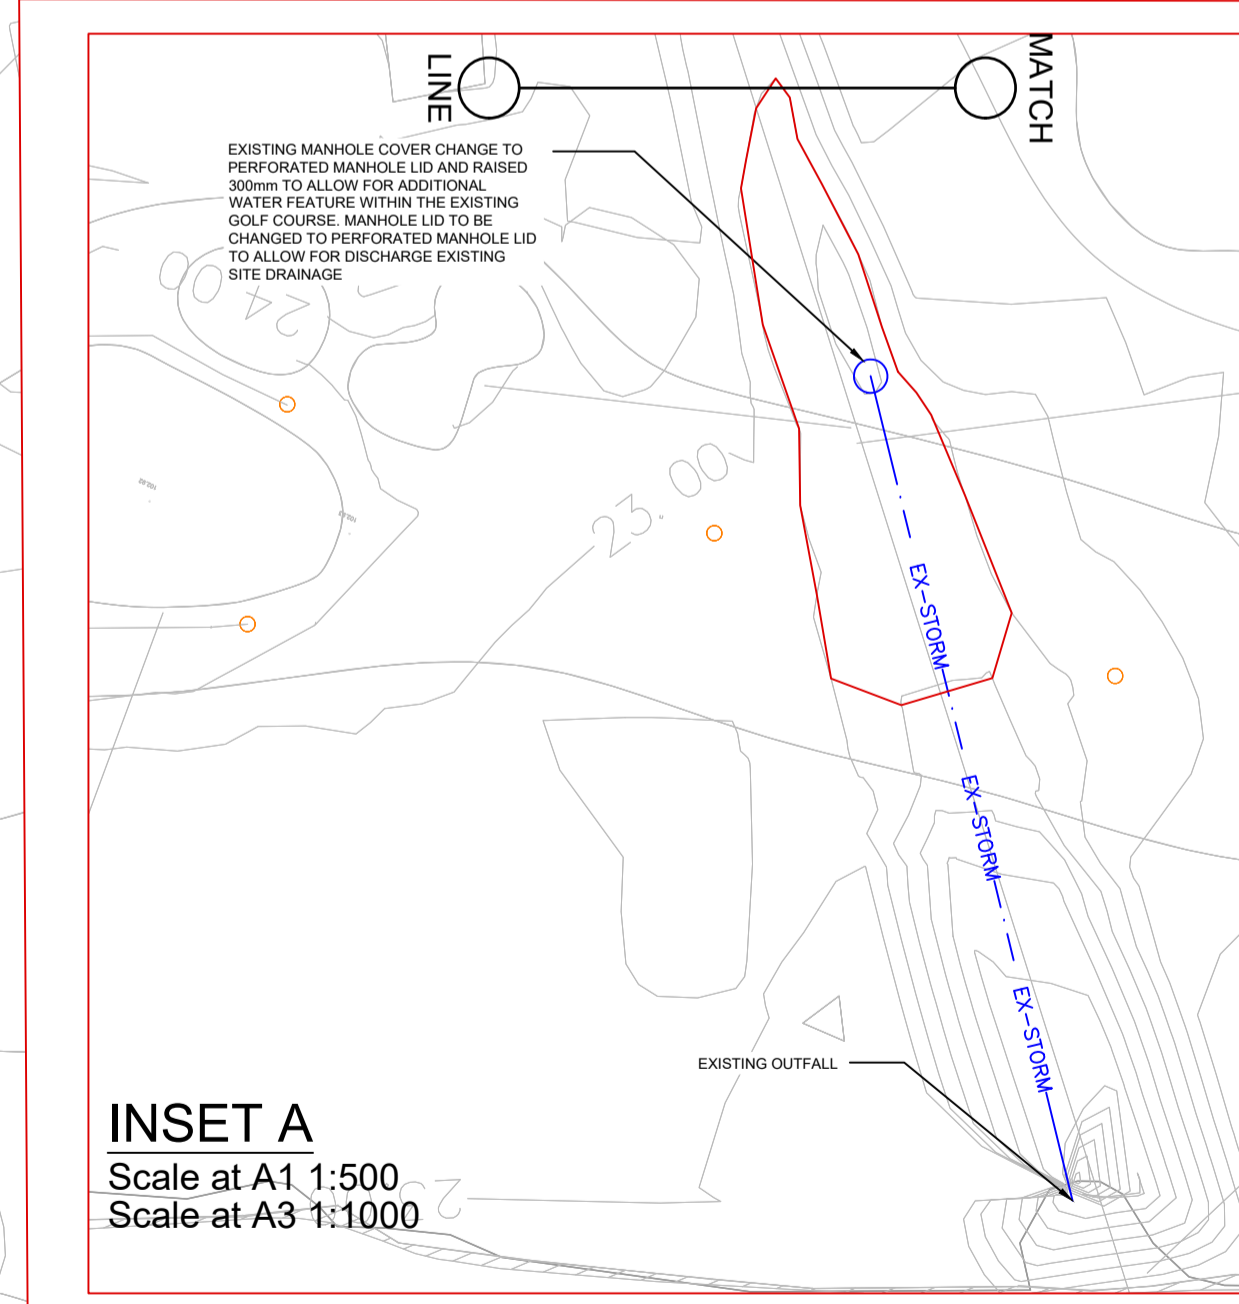 LINE
MATCH
EXISTING MANHOLE COVER CHANGE TO
PERFORATED MANHOLE LID AND RAISED
300mm TO ALLOW FOR ADDITIONAL
WATER FEATURE WITHIN THE EXISTING
GOLF COURSE. MANHOLE LID TO BE
CHANGED TO PERFORATED MANHOLE LID
TO ALLOW FOR DISCHARGE EXISTING
SITE DRAINAGE
24 00
23.00
EX-STORM
EX-STORM
EX-STORM
EXISTING OUTFALL
INSET A
Scale at A1 1:500
Scale at A3 1:1000